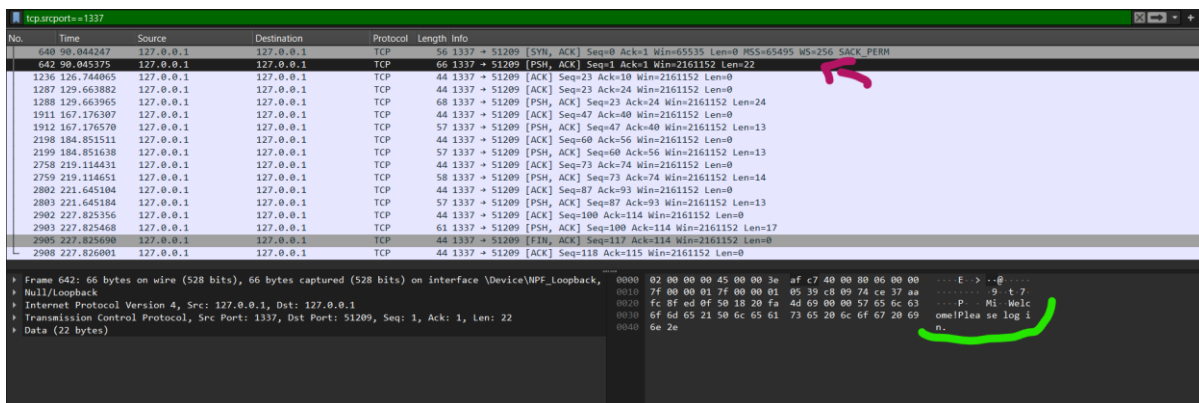 tcp.srcport==1337
No. Time Source Destination Protocol Length Info
640 90.044247 127.0.0.1 127.0.0.1 TCP 56 1337 → 51209 [SYN, ACK] Seq=0 Ack=1 Win=65535 Len=0 MSS=65495 WS=256 SACK_PERM
642 90.045375 127.0.0.1 127.0.0.1 TCP 66 1337 → 51209 [PSH, ACK] Seq=1 Ack=1 Win=2161152 Len=22
1236 126.744065 127.0.0.1 127.0.0.1 TCP 44 1337 → 51209 [ACK] Seq=23 Ack=10 Win=2161152 Len=0
1287 129.663882 127.0.0.1 127.0.0.1 TCP 44 1337 → 51209 [ACK] Seq=23 Ack=24 Win=2161152 Len=0
1288 129.663965 127.0.0.1 127.0.0.1 TCP 68 1337 → 51209 [PSH, ACK] Seq=23 Ack=24 Win=2161152 Len=24
1911 167.176307 127.0.0.1 127.0.0.1 TCP 44 1337 → 51209 [ACK] Seq=47 Ack=40 Win=2161152 Len=0
1912 167.176570 127.0.0.1 127.0.0.1 TCP 57 1337 → 51209 [PSH, ACK] Seq=47 Ack=40 Win=2161152 Len=13
2198 184.851511 127.0.0.1 127.0.0.1 TCP 44 1337 → 51209 [ACK] Seq=60 Ack=56 Win=2161152 Len=0
2199 184.851638 127.0.0.1 127.0.0.1 TCP 57 1337 → 51209 [PSH, ACK] Seq=60 Ack=56 Win=2161152 Len=13
2758 219.114431 127.0.0.1 127.0.0.1 TCP 44 1337 → 51209 [ACK] Seq=73 Ack=74 Win=2161152 Len=0
2759 219.114651 127.0.0.1 127.0.0.1 TCP 58 1337 → 51209 [PSH, ACK] Seq=73 Ack=74 Win=2161152 Len=14
2802 221.645104 127.0.0.1 127.0.0.1 TCP 44 1337 → 51209 [ACK] Seq=87 Ack=93 Win=2161152 Len=0
2803 221.645184 127.0.0.1 127.0.0.1 TCP 57 1337 → 51209 [PSH, ACK] Seq=87 Ack=93 Win=2161152 Len=13
2902 227.825356 127.0.0.1 127.0.0.1 TCP 44 1337 → 51209 [ACK] Seq=100 Ack=114 Win=2161152 Len=0
2903 227.825468 127.0.0.1 127.0.0.1 TCP 61 1337 → 51209 [PSH, ACK] Seq=100 Ack=114 Win=2161152 Len=17
2905 227.825690 127.0.0.1 127.0.0.1 TCP 44 1337 → 51209 [FIN, ACK] Seq=117 Ack=114 Win=2161152 Len=0
2908 227.826001 127.0.0.1 127.0.0.1 TCP 44 1337 → 51209 [ACK] Seq=118 Ack=115 Win=2161152 Len=0
Frame 642: 66 bytes on wire (528 bits), 66 bytes captured (528 bits) on interface \Device\NPF_Loopback,
Null/Loopback
Internet Protocol Version 4, Src: 127.0.0.1, Dst: 127.0.0.1
Transmission Control Protocol, Src Port: 1337, Dst Port: 51209, Seq: 1, Ack: 1, Len: 22
Data (22 bytes)
0000 02 00 00 00 45 00 00 3e af c7 40 00 80 06 00 00 ····E··> ··@·····
0010 7f 00 00 01 7f 00 00 01 05 39 c8 09 74 ce 37 aa ········ ·9··t·7·
0020 fc 8f ed 0f 50 18 20 fa 4d 69 00 00 57 65 6c 63 ····P· · Mi··Welc
0030 6f 6d 65 21 50 6c 65 61 73 65 20 6c 6f 67 20 69 ome!Plea se log i
0040 6e 2e n.